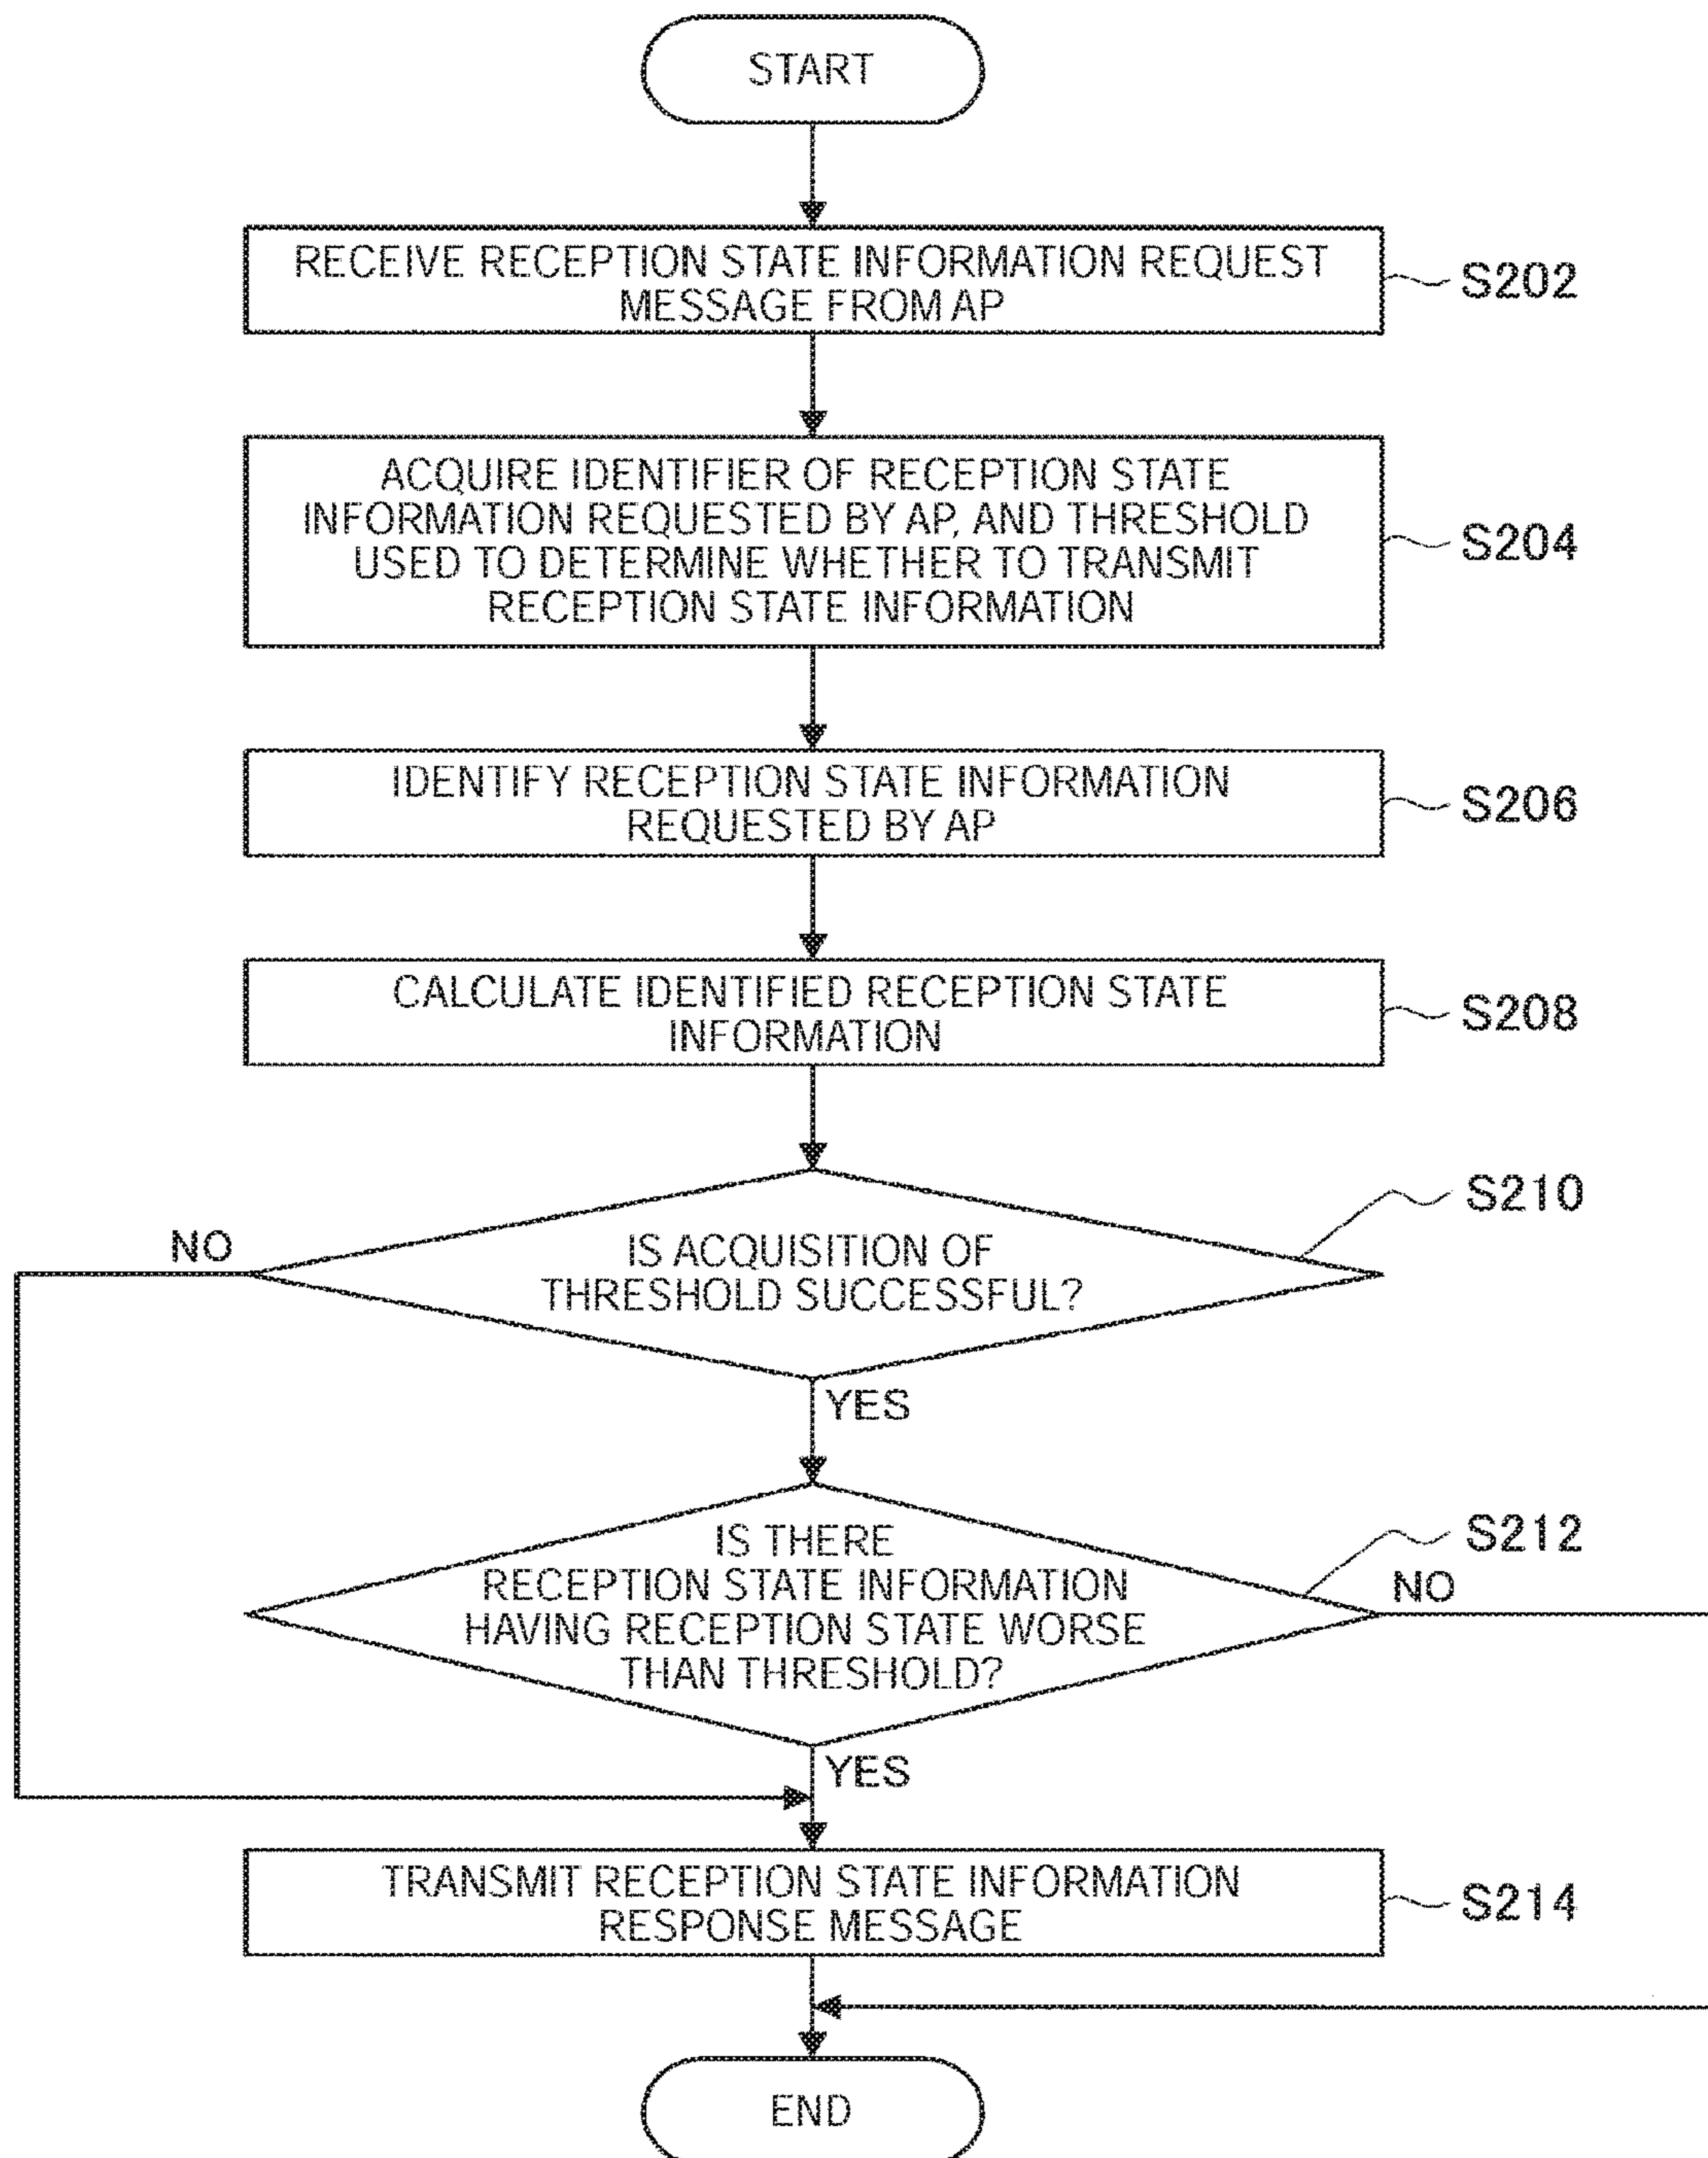 START
RECEIVE RECEPTION STATE INFORMATION REQUEST
MESSAGE FROM AP
S202
ACQUIRE IDENTIFIER OF RECEPTION STATE
INFORMATION REQUESTED BY AP, AND THRESHOLD
USED TO DETERMINE WHETHER TO TRANSMIT
RECEPTION STATE INFORMATION
S204
IDENTIFY RECEPTION STATE INFORMATION
REQUESTED BY AP
S206
CALCULATE IDENTIFIED RECEPTION STATE
INFORMATION
S208
S210
NO
IS ACQUISITION OF
THRESHOLD SUCCESSFUL?
YES
S212
IS THERE
RECEPTION STATE INFORMATION
HAVING RECEPTION STATE WORSE
THAN THRESHOLD?
NO
YES
TRANSMIT RECEPTION STATE INFORMATION
RESPONSE MESSAGE
S214
END